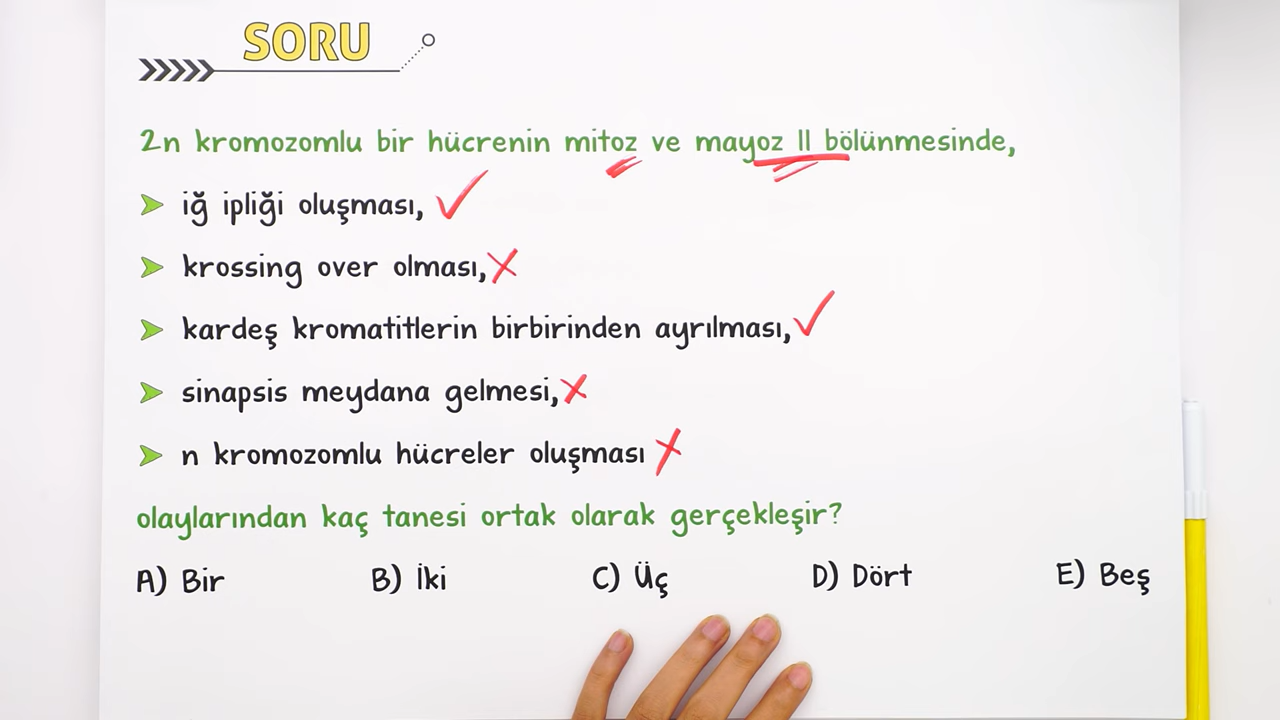 SORU
2n kromozomlu bir hücrenin mitoz ve mayoz II bölünmesinde,
iğ ipliği oluşması,
krossing over olması,
kardeş kromatitlerin birbirinden ayrılması,
sinapsis meydana gelmesi,
n kromozomlu hücreler oluşması
olaylarından kaç tanesi ortak olarak gerçekleşir?
A) Bir B) İki C) Üç D) Dört E) Beş